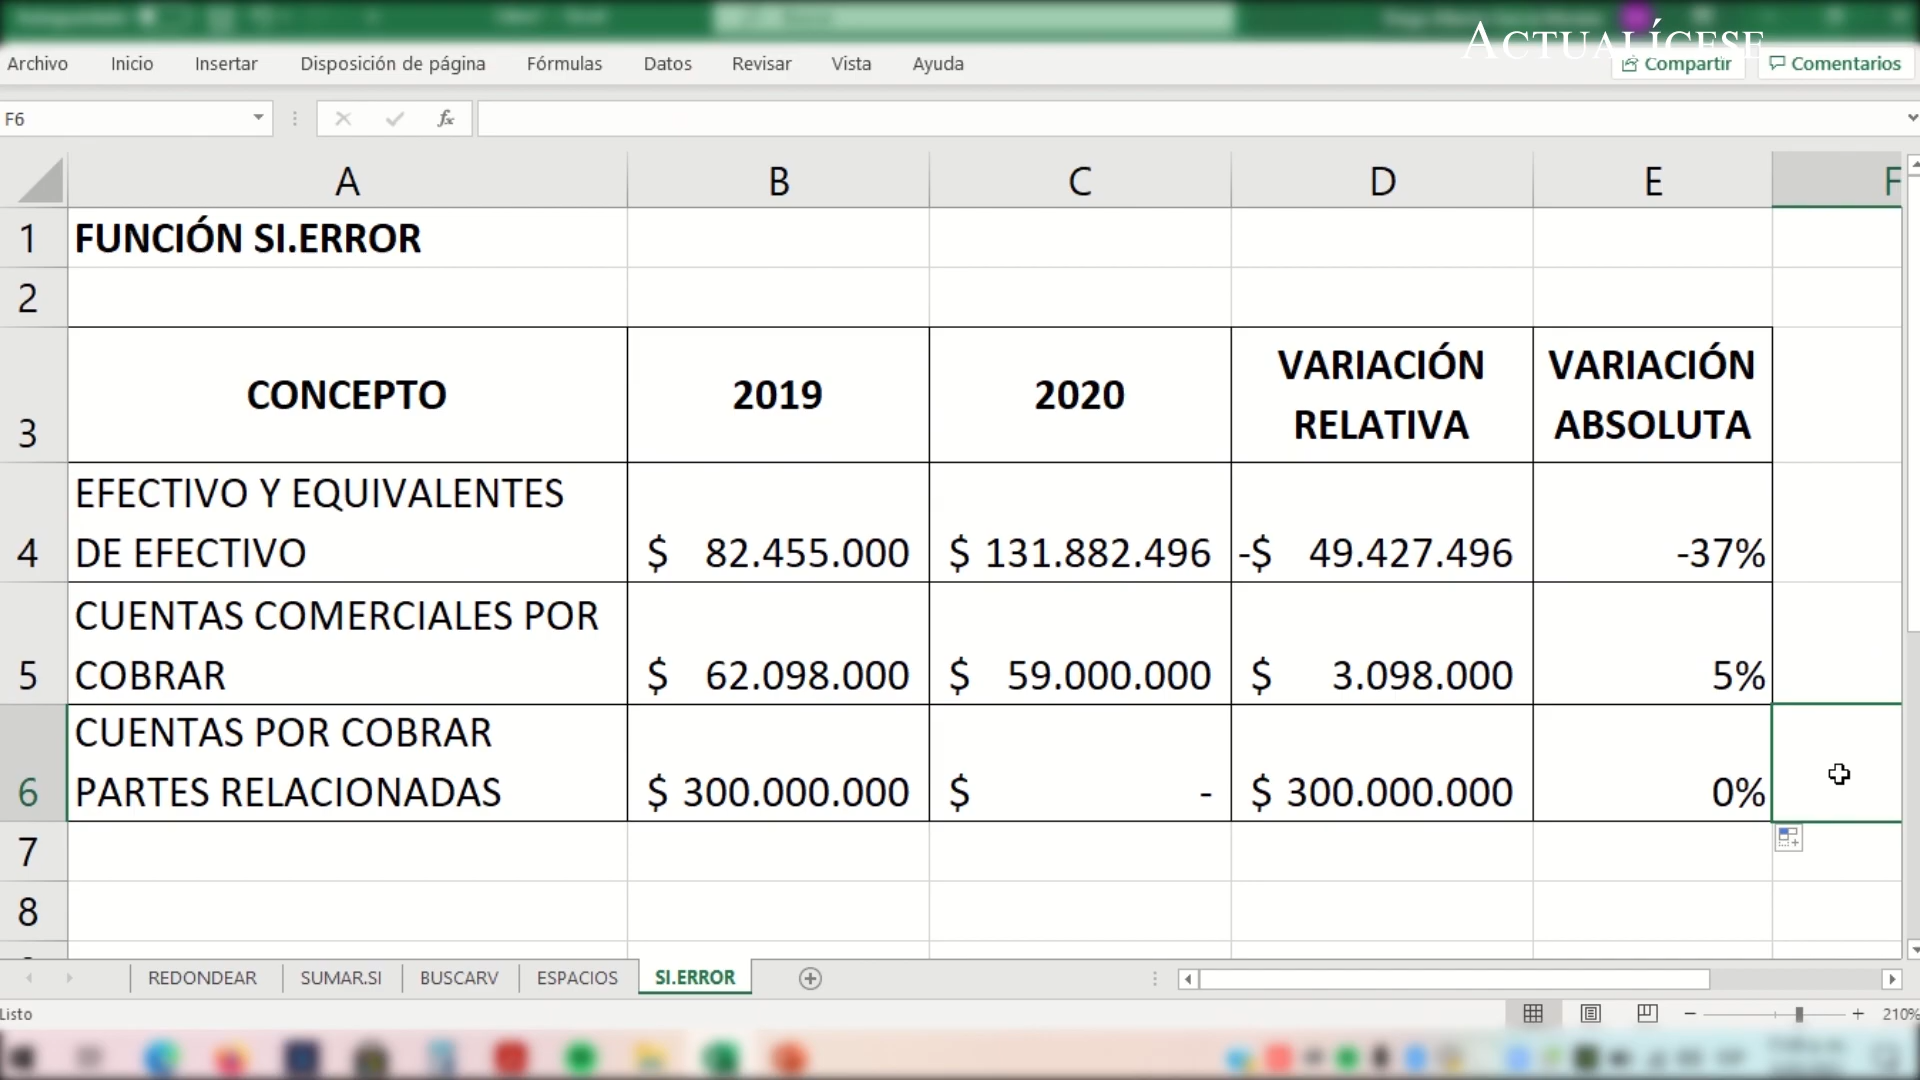 ACTUALÍCESE
Archivo Inicio Insertar Disposición de página Fórmulas Datos Revisar Vista Ayuda Compartir Comentarios
F6 fx
A B C D E F
1 FUNCIÓN SI.ERROR
2
3 CONCEPTO 2019 2020 VARIACIÓN RELATIVA VARIACIÓN ABSOLUTA
EFECTIVO Y EQUIVALENTES
4 DE EFECTIVO $ 82.455.000 $ 131.882.496 -$ 49.427.496 -37%
CUENTAS COMERCIALES POR
5 COBRAR $ 62.098.000 $ 59.000.000 $ 3.098.000 5%
CUENTAS POR COBRAR
6 PARTES RELACIONADAS $ 300.000.000 $ - $ 300.000.000 0%
7
8
REDONDEAR SUMAR.SI BUSCARV ESPACIOS SI.ERROR
Listo 210%